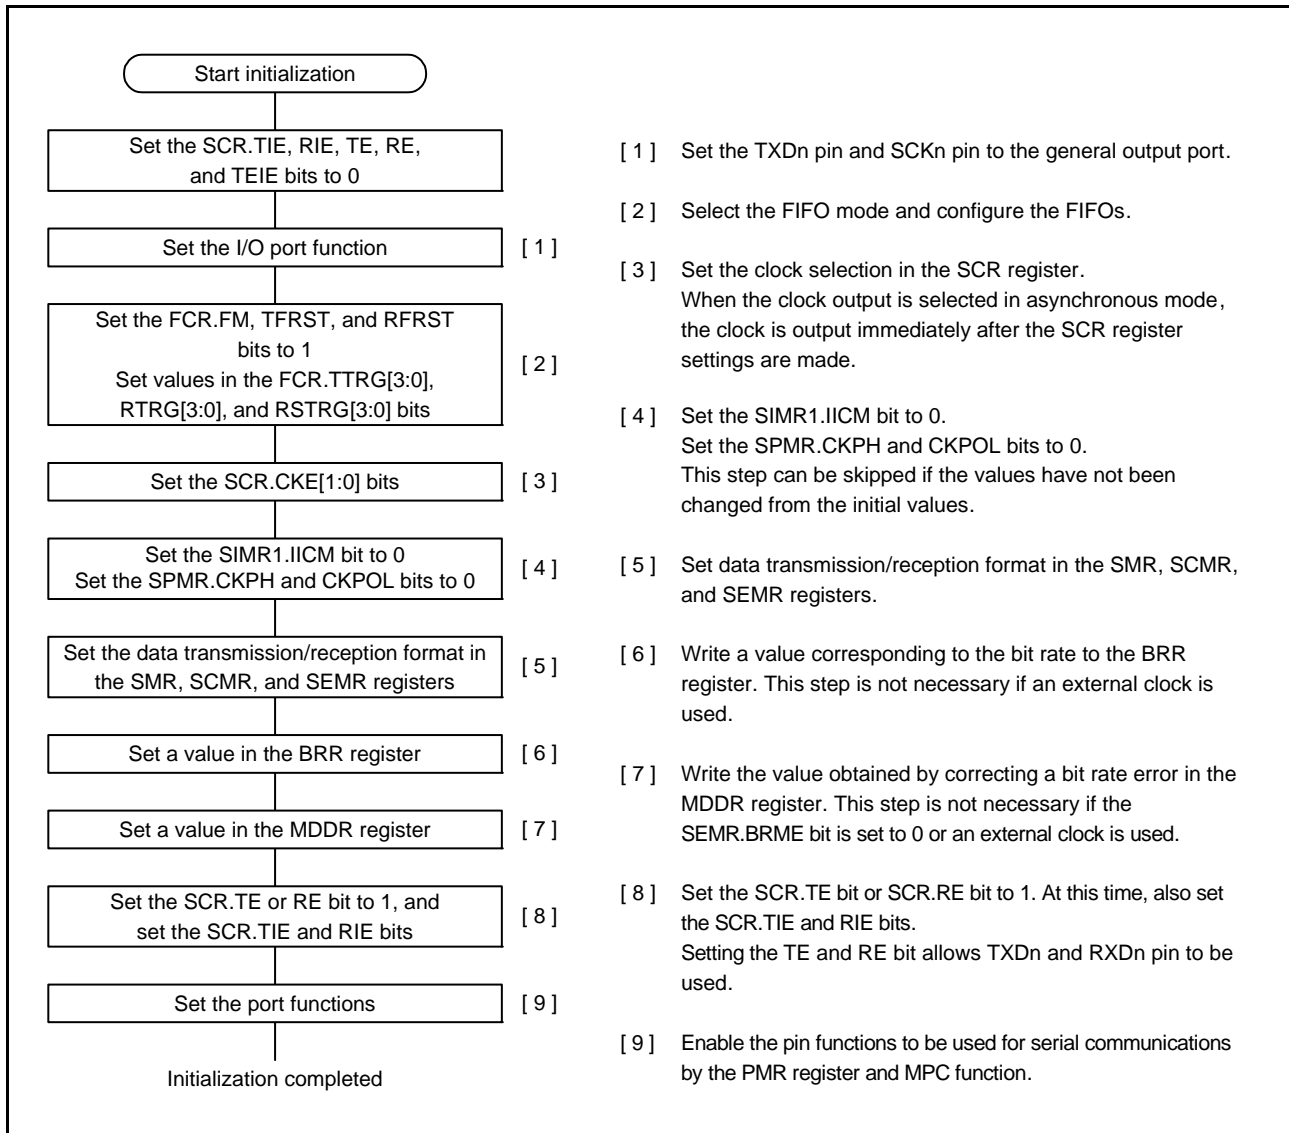 Start initialization
Set the SCR.TIE, RIE, TE, RE,
and TEIE bits to 0
Set the I/O port function
[ 1 ]
Set the FCR.FM, TFRST, and RFRST
bits to 1
Set values in the FCR.TTRG[3:0],
RTRG[3:0], and RSTRG[3:0] bits
[ 2 ]
Set the SCR.CKE[1:0] bits
[ 3 ]
Set the SIMR1.IICM bit to 0
Set the SPMR.CKPH and CKPOL bits to 0
[ 4 ]
Set the data transmission/reception format in
the SMR, SCMR, and SEMR registers
[ 5 ]
Set a value in the BRR register
[ 6 ]
Set a value in the MDDR register
[ 7 ]
Set the SCR.TE or RE bit to 1, and
set the SCR.TIE and RIE bits
[ 8 ]
Set the port functions
[ 9 ]
Initialization completed
[ 1 ] Set the TXDn pin and SCKn pin to the general output port.
[ 2 ] Select the FIFO mode and configure the FIFOs.
[ 3 ] Set the clock selection in the SCR register.
When the clock output is selected in asynchronous mode,
the clock is output immediately after the SCR register
settings are made.
[ 4 ] Set the SIMR1.IICM bit to 0.
Set the SPMR.CKPH and CKPOL bits to 0.
This step can be skipped if the values have not been
changed from the initial values.
[ 5 ] Set data transmission/reception format in the SMR, SCMR,
and SEMR registers.
[ 6 ] Write a value corresponding to the bit rate to the BRR
register. This step is not necessary if an external clock is
used.
[ 7 ] Write the value obtained by correcting a bit rate error in the
MDDR register. This step is not necessary if the
SEMR.BRME bit is set to 0 or an external clock is used.
[ 8 ] Set the SCR.TE bit or SCR.RE bit to 1. At this time, also set
the SCR.TIE and RIE bits.
Setting the TE and RE bit allows TXDn and RXDn pin to be
used.
[ 9 ] Enable the pin functions to be used for serial communications
by the PMR register and MPC function.